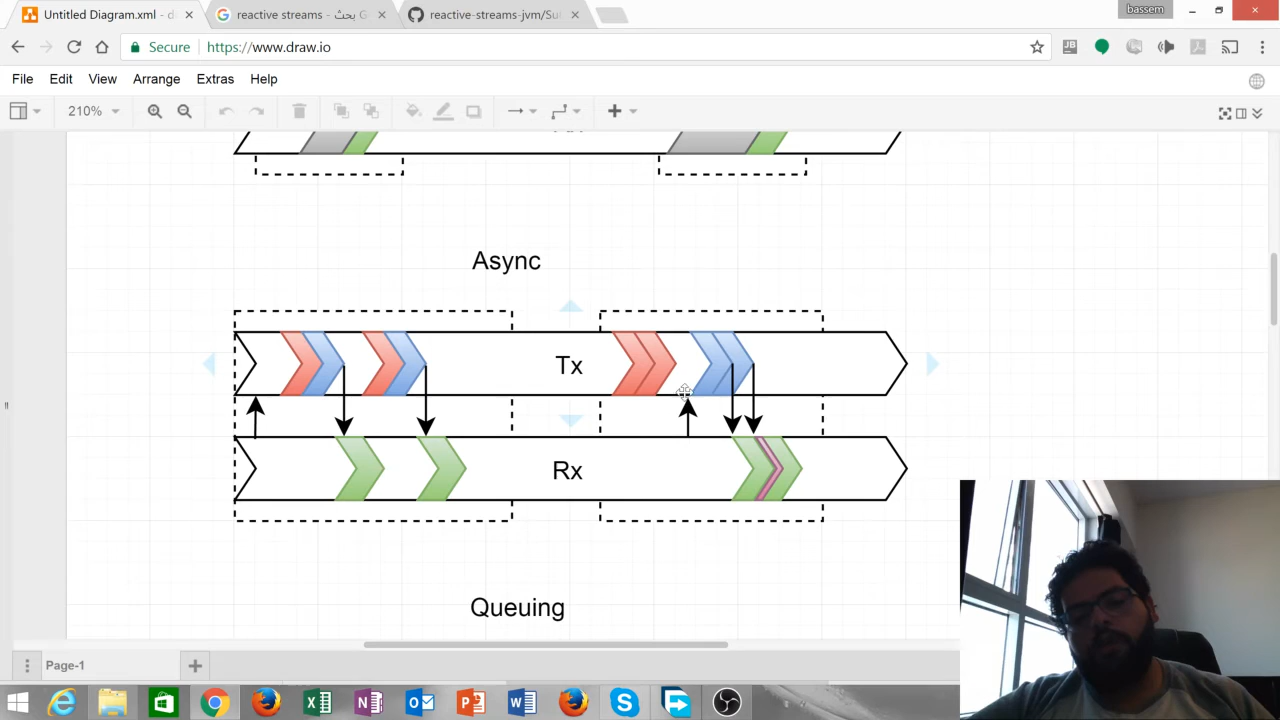 Untitled Diagram.xml - d
reactive streams - بحث G
reactive-streams-jvm/Su
bassem
Secure
https://www.draw.io
File
Edit
View
Arrange
Extras
Help
210%
Async
Tx
Rx
Queuing
Page-1